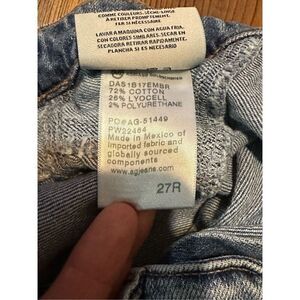 COMME COULEURS. SÈCHE-LINGE
À RETIRER PROMPTEMENT.
FER SI NÉCESSAIRE
LAVAR A MAQUINA CON AGUA FRIA.
CON COLORES SIMILARES. SECAR EN
SECADORA RETIRAR RAPIDAMENTE.
PLANCHA SI ES NECESARIO
DAS1B17EMBR
72% COTTON
26% LYOCELL
2% POLYURETHANE
PO#AG-51449
PW22464
Made in Mexico of
imported fabric and
globally sourced
components
www.agjeans.com
27R